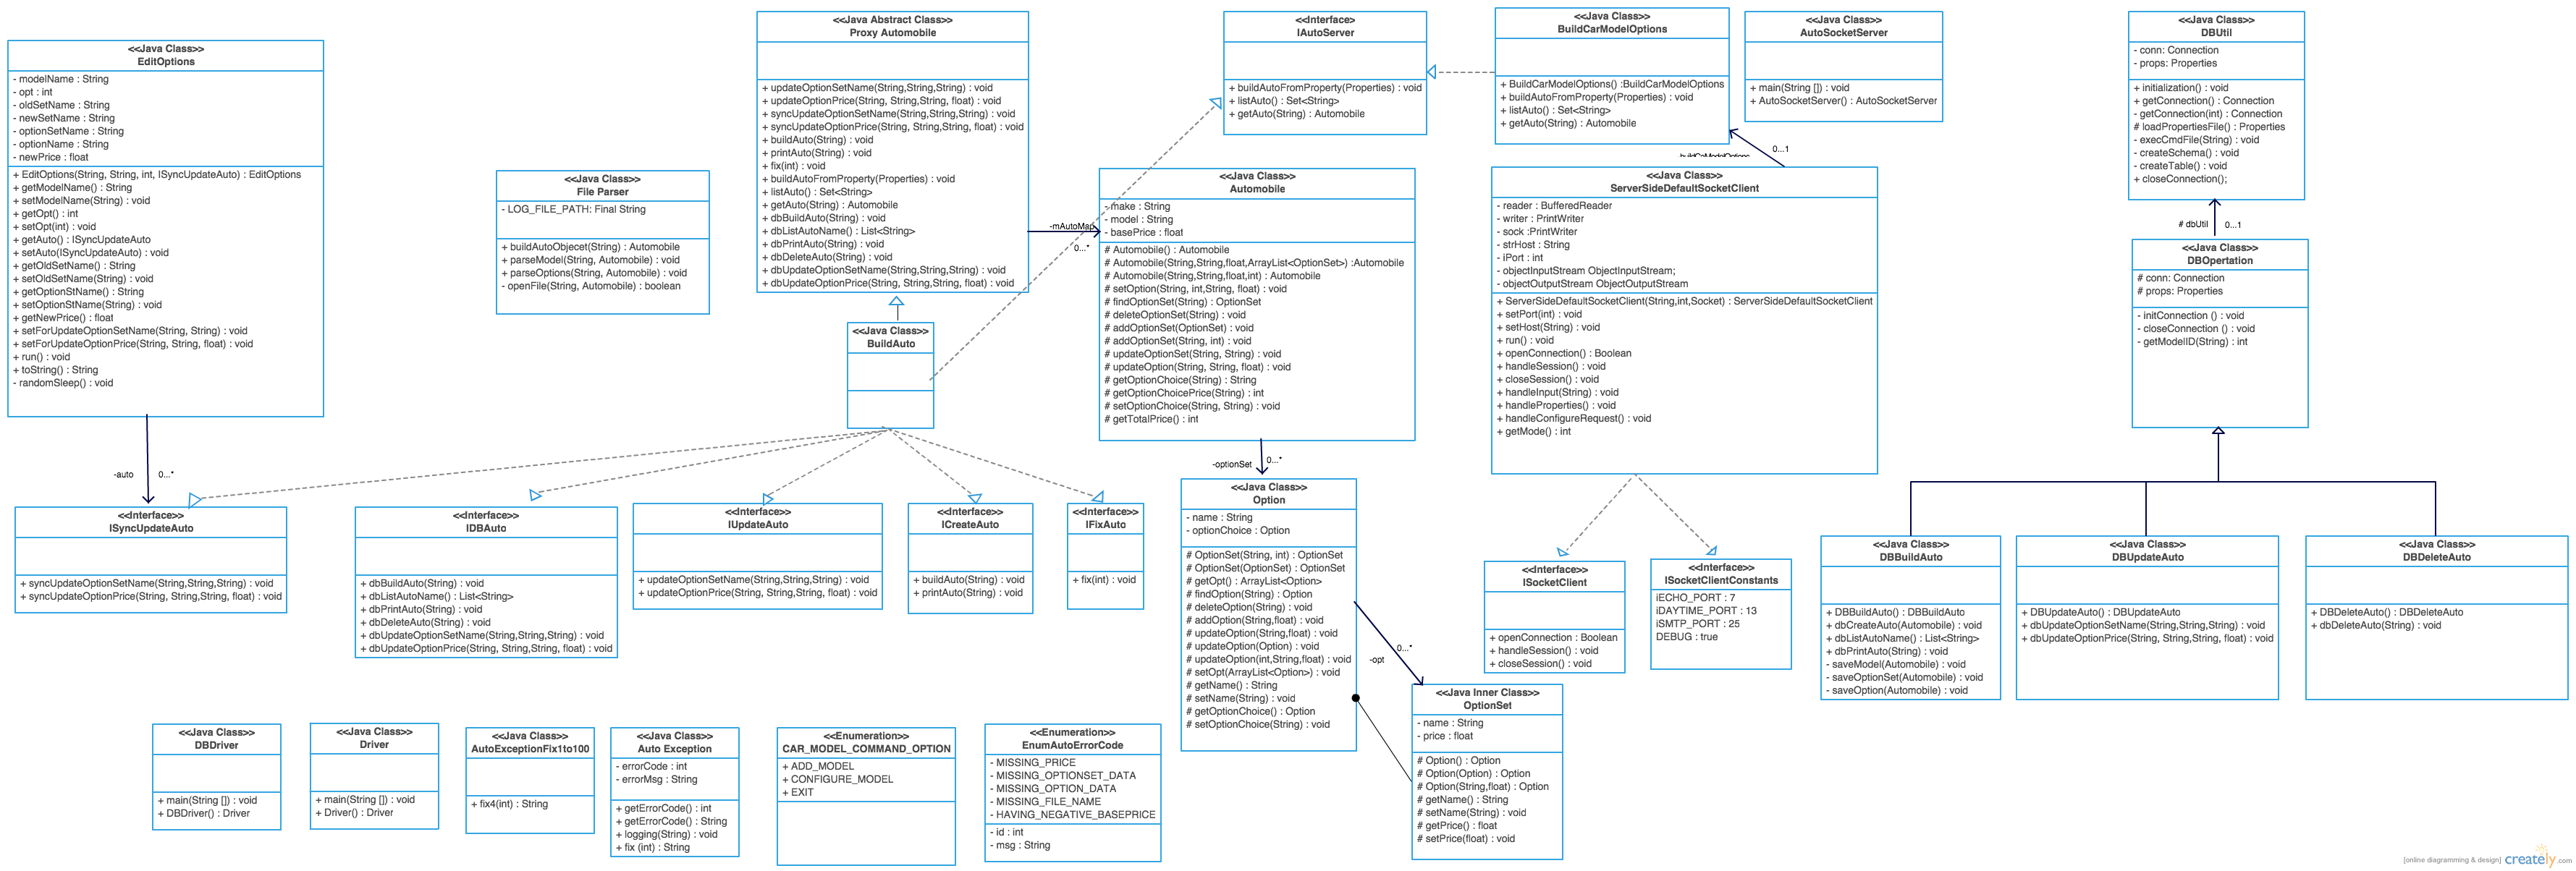 <<Java Class>>
EditOptions
- modelName : String
- opt : int
- oldSetName : String
- newSetName : String
- optionSetName : String
- optionName : String
- newPrice : float
+ EditOptions(String, String, int, ISyncUpdateAuto) : EditOptions
+ getModelName() : String
+ setModelName(String) : void
+ getOpt() : int
+ setOpt(int) : void
+ getAuto() : ISyncUpdateAuto
+ setAuto(ISyncUpdateAuto) : void
+ getOldSetName() : String
+ setOldSetName(String) : void
+ getOptionStName() : String
+ setOptionStName(String) : void
+ getNewPrice() : float
+ setForUpdateOptionSetName(String, String) : void
+ setForUpdateOptionPrice(String, String, float) : void
+ run() : void
+ toString() : String
- randomSleep() : void
-auto
0...*
<<Java Class>>
File Parser
- LOG_FILE_PATH: Final String
+ buildAutoObjecet(String) : Automobile
+ parseModel(String, Automobile) : void
+ parseOptions(String, Automobile) : void
- openFile(String, Automobile) : boolean
<<Java Abstract Class>>
Proxy Automobile
+ updateOptionSetName(String,String,String) : void
+ updateOptionPrice(String, String,String, float) : void
+ syncUpdateOptionSetName(String,String,String) : void
+ syncUpdateOptionPrice(String, String,String, float) : void
+ buildAuto(String) : void
+ printAuto(String) : void
+ fix(int) : void
+ buildAutoFromProperty(Properties) : void
+ listAuto() : Set<String>
+ getAuto(String) : Automobile
+ dbBuildAuto(String) : void
+ dbListAutoName() : List<String>
+ dbPrintAuto(String) : void
+ dbDeleteAuto(String) : void
+ dbUpdateOptionSetName(String,String,String) : void
+ dbUpdateOptionPrice(String, String,String, float) : void
-mAutoMap
0...*
<<Java Class>>
BuildAuto
<<Interface>
IAutoServer
+ buildAutoFromProperty(Properties) : void
+ listAuto() : Set<String>
+ getAuto(String) : Automobile
<<Java Class>>
BuildCarModelOptions
+ BuildCarModelOptions() :BuildCarModelOptions
+ buildAutoFromProperty(Properties) : void
+ listAuto() : Set<String>
+ getAuto(String) : Automobile
<<Java Class>>
AutoSocketServer
+ main(String []) : void
+ AutoSocketServer() : AutoSocketServer
0...1
<<Java Class>>
Automobile
- make : String
- model : String
- basePrice : float
# Automobile() : Automobile
# Automobile(String,String,float,ArrayList<OptionSet>) :Automobile
# Automobile(String,String,float,int) : Automobile
# setOption(String, int,String, float) : void
# findOptionSet(String) : OptionSet
# deleteOptionSet(String) : void
# addOptionSet(OptionSet) : void
# addOptionSet(String, int) : void
# updateOptionSet(String, String) : void
# updateOption(String, String, float) : void
# getOptionChoice(String) : String
# getOptionChoicePrice(String) : int
# setOptionChoice(String, String) : void
# getTotalPrice() : int
-optionSet
0...*
<<Java Class>>
ServerSideDefaultSocketClient
- reader : BufferedReader
- writer : PrintWriter
- sock :PrintWriter
- strHost : String
- iPort : int
- objectInputStream ObjectInputStream;
- objectOutputStream ObjectOutputStream
+ ServerSideDefaultSocketClient(String,int,Socket) : ServerSideDefaultSocketClient
+ setPort(int) : void
+ setHost(String) : void
+ run() : void
+ openConnection() : Boolean
+ handleSession() : void
+ closeSession() : void
+ handleInput(String) : void
+ handleProperties() : void
+ handleConfigureRequest() : void
+ getMode() : int
<<Java Class>>
DBUtil
- conn: Connection
- props: Properties
+ initialization() : void
+ getConnection() : Connection
- getConnection(int) : Connection
# loadPropertiesFile() : Properties
- execCmdFile(String) : void
- createSchema() : void
- createTable() : void
+ closeConnection();
# dbUtil
0...1
<<Java Class>>
DBOpertation
# conn: Connection
# props: Properties
- initConnection () : void
- closeConnection () : void
- getModelID(String) : int
<<Interface>>
ISyncUpdateAuto
+ syncUpdateOptionSetName(String,String,String) : void
+ syncUpdateOptionPrice(String, String,String, float) : void
<<Interface>>
IDBAuto
+ dbBuildAuto(String) : void
+ dbListAutoName() : List<String>
+ dbPrintAuto(String) : void
+ dbDeleteAuto(String) : void
+ dbUpdateOptionSetName(String,String,String) : void
+ dbUpdateOptionPrice(String, String,String, float) : void
<<Interface>>
IUpdateAuto
+ updateOptionSetName(String,String,String) : void
+ updateOptionPrice(String, String,String, float) : void
<<Interface>>
ICreateAuto
+ buildAuto(String) : void
+ printAuto(String) : void
<<Interface>>
IFixAuto
+ fix(int) : void
<<Java Class>>
Option
- name : String
- optionChoice : Option
# OptionSet(String, int) : OptionSet
# OptionSet(OptionSet) : OptionSet
# getOpt() : ArrayList<Option>
# findOption(String) : Option
# deleteOption(String) : void
# addOption(String,float) : void
# updateOption(String,float) : void
# updateOption(Option) : void
# updateOption(int,String,float) : void
# setOpt(ArrayList<Option>) : void
# getName() : String
# setName(String) : void
# getOptionChoice() : Option
# setOptionChoice(String) : void
-opt
0...*
<<Java Inner Class>>
OptionSet
- name : String
- price : float
# Option() : Option
# Option(Option) : Option
# Option(String,float) : Option
# getName() : String
# setName(String) : void
# getPrice() : float
# setPrice(float) : void
<<Interface>>
ISocketClient
+ openConnection : Boolean
+ handleSession() : void
+ closeSession() : void
<<Interface>>
ISocketClientConstants
iECHO_PORT : 7
iDAYTIME_PORT : 13
iSMTP_PORT : 25
DEBUG : true
<<Java Class>>
DBBuildAuto
+ DBBuildAuto() : DBBuildAuto
+ dbCreateAuto(Automobile) : void
+ dbListAutoName() : List<String>
+ dbPrintAuto(String) : void
- saveModel(Automobile) : void
- saveOptionSet(Automobile) : void
- saveOption(Automobile) : void
<<Java Class>>
DBUpdateAuto
+ DBUpdateAuto() : DBUpdateAuto
+ dbUpdateOptionSetName(String,String,String) : void
+ dbUpdateOptionPrice(String, String,String, float) : void
<<Java Class>>
DBDeleteAuto
+ DBDeleteAuto() : DBDeleteAuto
+ dbDeleteAuto(String) : void
<<Java Class>>
DBDriver
+ main(String []) : void
+ DBDriver() : Driver
<<Java Class>>
Driver
+ main(String []) : void
+ Driver() : Driver
<<Java Class>>
AutoExceptionFix1to100
+ fix4(int) : String
<<Java Class>>
Auto Exception
- errorCode : int
- errorMsg : String
+ getErrorCode() : int
+ getErrorCode() : String
+ logging(String) : void
+ fix (int) : String
<<Enumeration>>
CAR_MODEL_COMMAND_OPTION
+ ADD_MODEL
+ CONFIGURE_MODEL
+ EXIT
<<Enumeration>>
EnumAutoErrorCode
- MISSING_PRICE
- MISSING_OPTIONSET_DATA
- MISSING_OPTION_DATA
- MISSING_FILE_NAME
- HAVING_NEGATIVE_BASEPRICE
- id : int
- msg : String
[online diagramming & design] creately.com